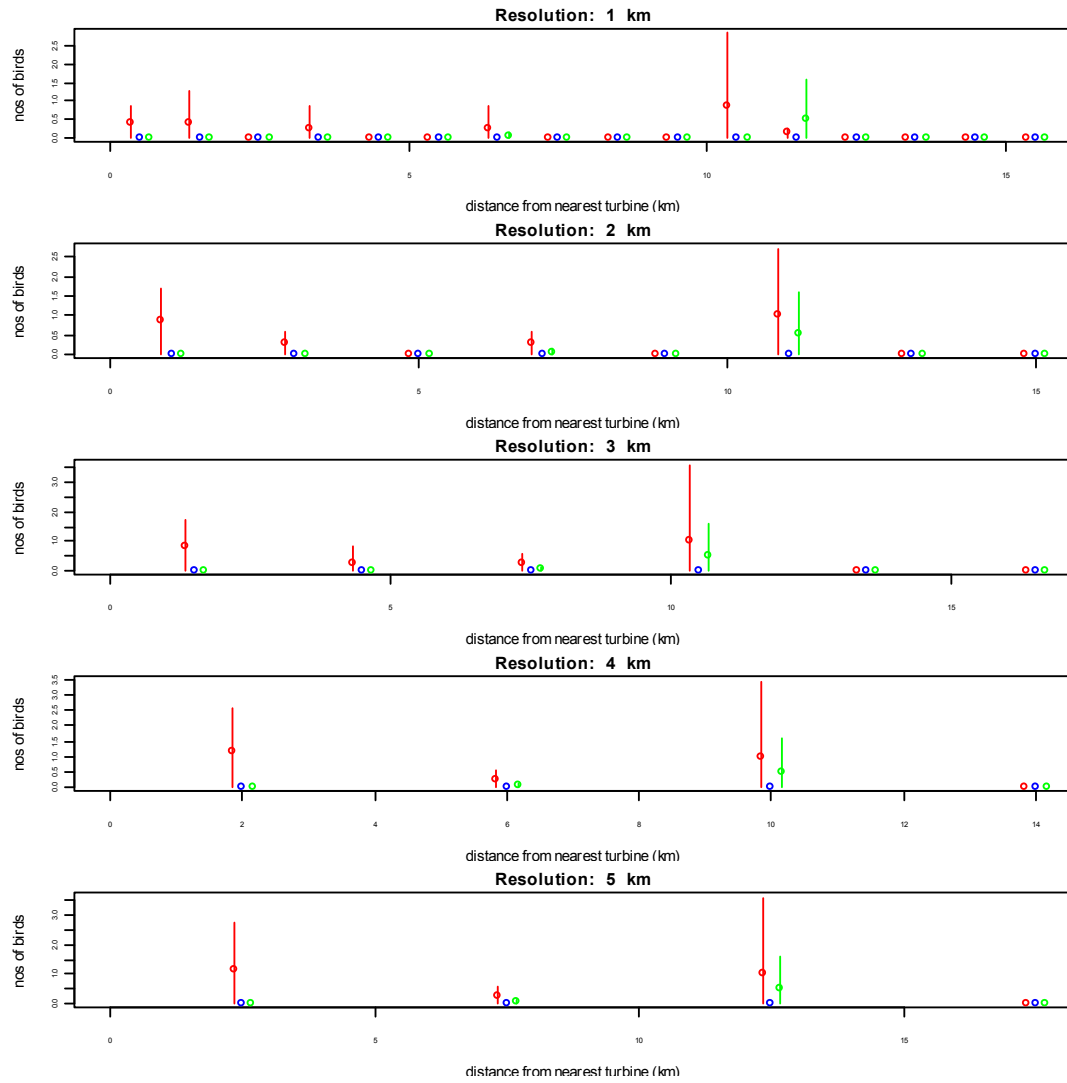 Resolution: 1 km
nos of birds
0.0 0.5 1.0 1.5 2.0 2.5
0 5 10 15
distance from nearest turbine (km)
Resolution: 2 km
nos of birds
0.0 0.5 1.0 1.5 2.0 2.5
0 5 10 15
distance from nearest turbine (km)
Resolution: 3 km
nos of birds
0.0 1.0 2.0 3.0
0 5 10 15
distance from nearest turbine (km)
Resolution: 4 km
nos of birds
0.0 0.5 1.0 1.5 2.0 2.5 3.0 3.5
0 2 4 6 8 10 12 14
distance from nearest turbine (km)
Resolution: 5 km
nos of birds
0.0 1.0 2.0 3.0
0 5 10 15
distance from nearest turbine (km)